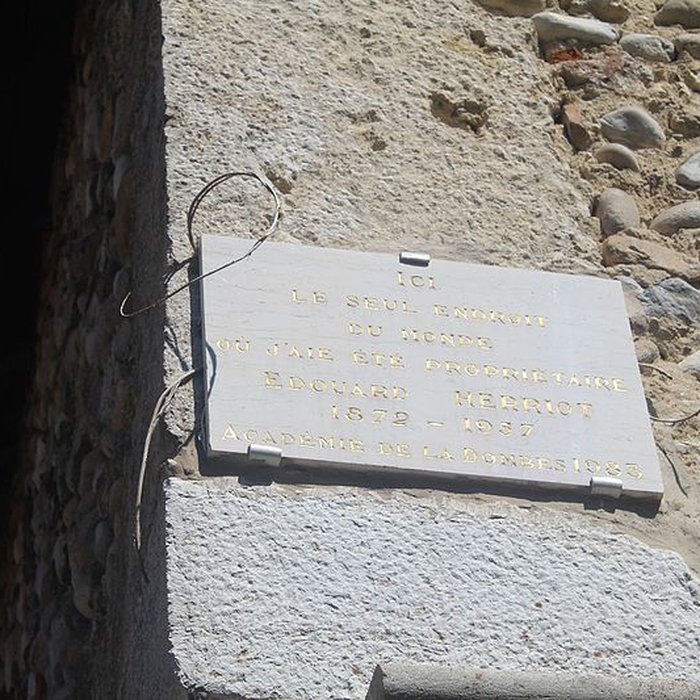 ICI
LE SEUL ENDROIT
DU MONDE
OÙ J'AIE ÉTÉ PROPRIÉTAIRE
EDOUARD HERRIOT
1872 - 1957
ACADÉMIE DE LA DOMBES 1983